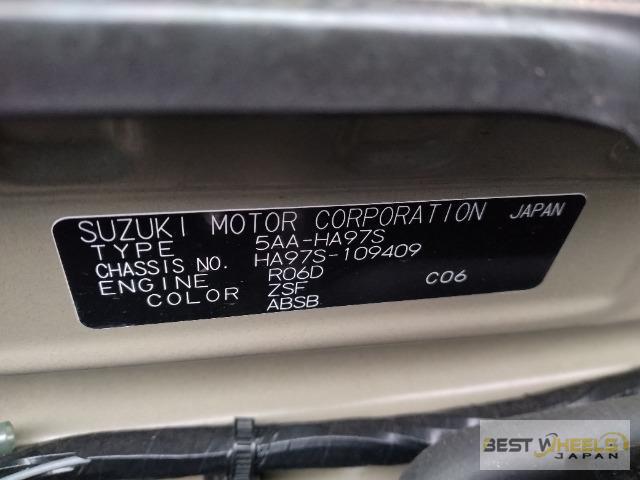 SUZUKI MOTOR CORPORATION JAPAN
TYPE 5AA-HA97S
CHASSIS NO. HA97S-109409
ENGINE R06D C06
COLOR ZSF
ABSB
BEST WHEELS
JAPAN